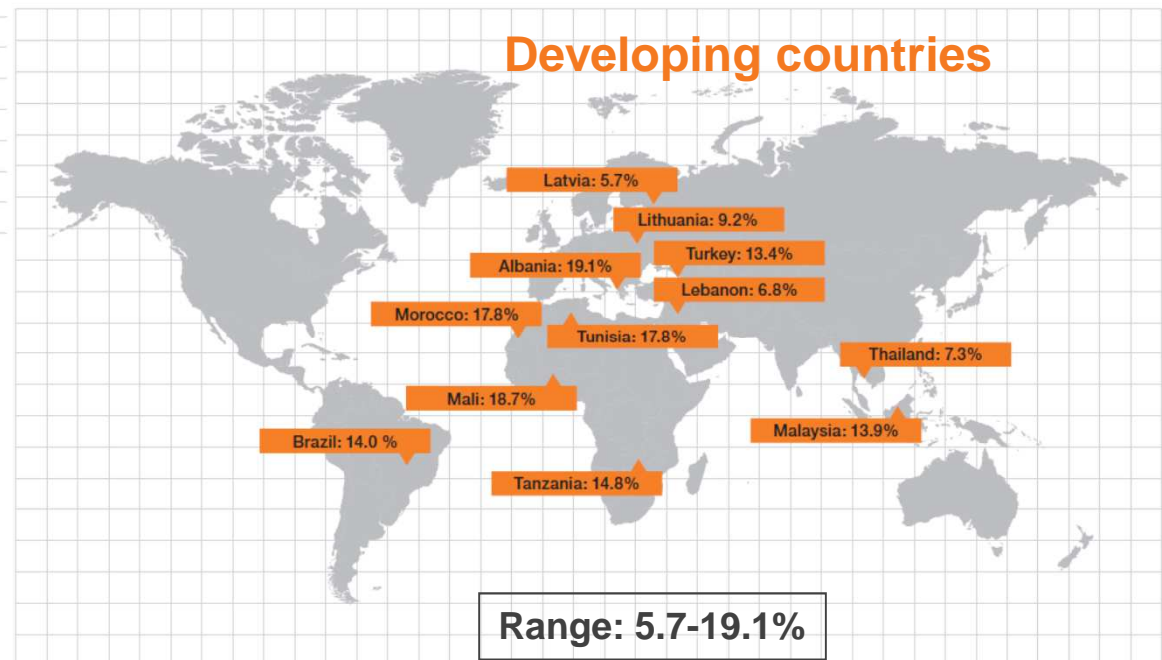 Developing countries
Latvia: 5.7%
Lithuania: 9.2%
Turkey: 13.4%
Albania: 19.1%
Lebanon: 6.8%
Morocco: 17.8%
Tunisia: 17.8%
Thailand: 7.3%
Mali: 18.7%
Malaysia: 13.9%
Brazil: 14.0 %
Tanzania: 14.8%
Range: 5.7-19.1%